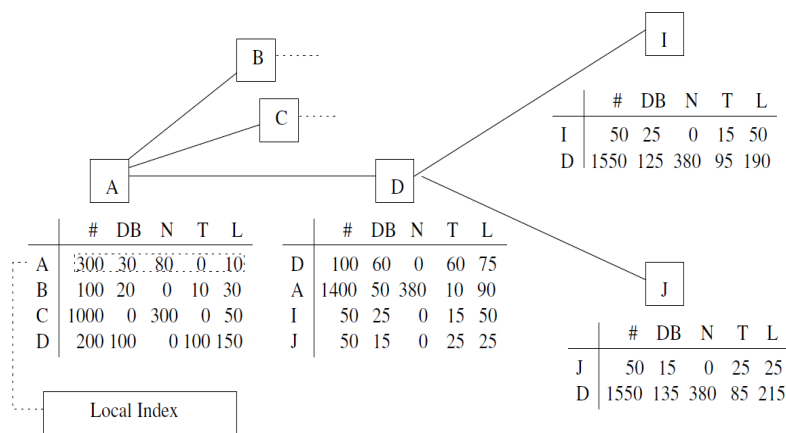 I
B
# DB N T L
C
I 50 25 0 15 50
D 1550 125 380 95 190
A
D
# DB N T L
# DB N T L
A 300 30 80 0 10
D 100 60 0 60 75
B 100 20 0 10 30
A 1400 50 380 10 90
C 1000 0 300 0 50
I 50 25 0 15 50
D 200 100 0 100 150
J 50 15 0 25 25
J
# DB N T L
J 50 15 0 25 25
D 1550 135 380 85 215
Local Index